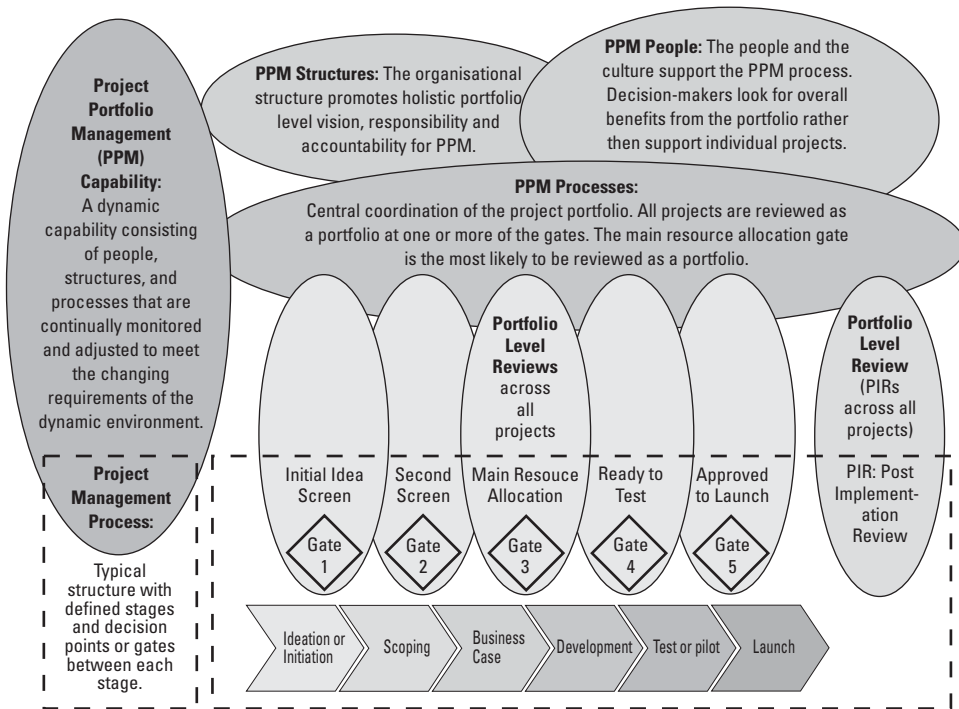 Project
Portfolio
Management
(PPM)
Capability:
A dynamic
capability consisting
of people,
structures, and
processes that are
continually monitored
and adjusted to meet
the changing
requirements of the
dynamic environment.
PPM Structures: The organisational
structure promotes holistic portfolio
level vision, responsibility and
accountability for PPM.
PPM People: The people and the
culture support the PPM process.
Decision-makers look for overall
benefits from the portfolio rather
then support individual projects.
PPM Processes:
Central coordination of the project portfolio. All projects are reviewed as
a portfolio at one or more of the gates. The main resource allocation gate
is the most likely to be reviewed as a portfolio.
Portfolio
Level
Reviews
across
all
projects
Portfolio
Level
Review
(PIRs
across all
projects)
Project
Management
Process:
Typical
structure with
defined stages
and decision
points or gates
between each
stage.
Initial Idea
Screen
Gate
1
Second
Screen
Gate
2
Main Resouce
Allocation
Gate
3
Ready to
Test
Gate
4
Approved
to Launch
Gate
5
PIR: Post
Implement-
ation
Review
Ideation or
Initiation
Scoping
Business
Case
Development
Test or pilot
Launch